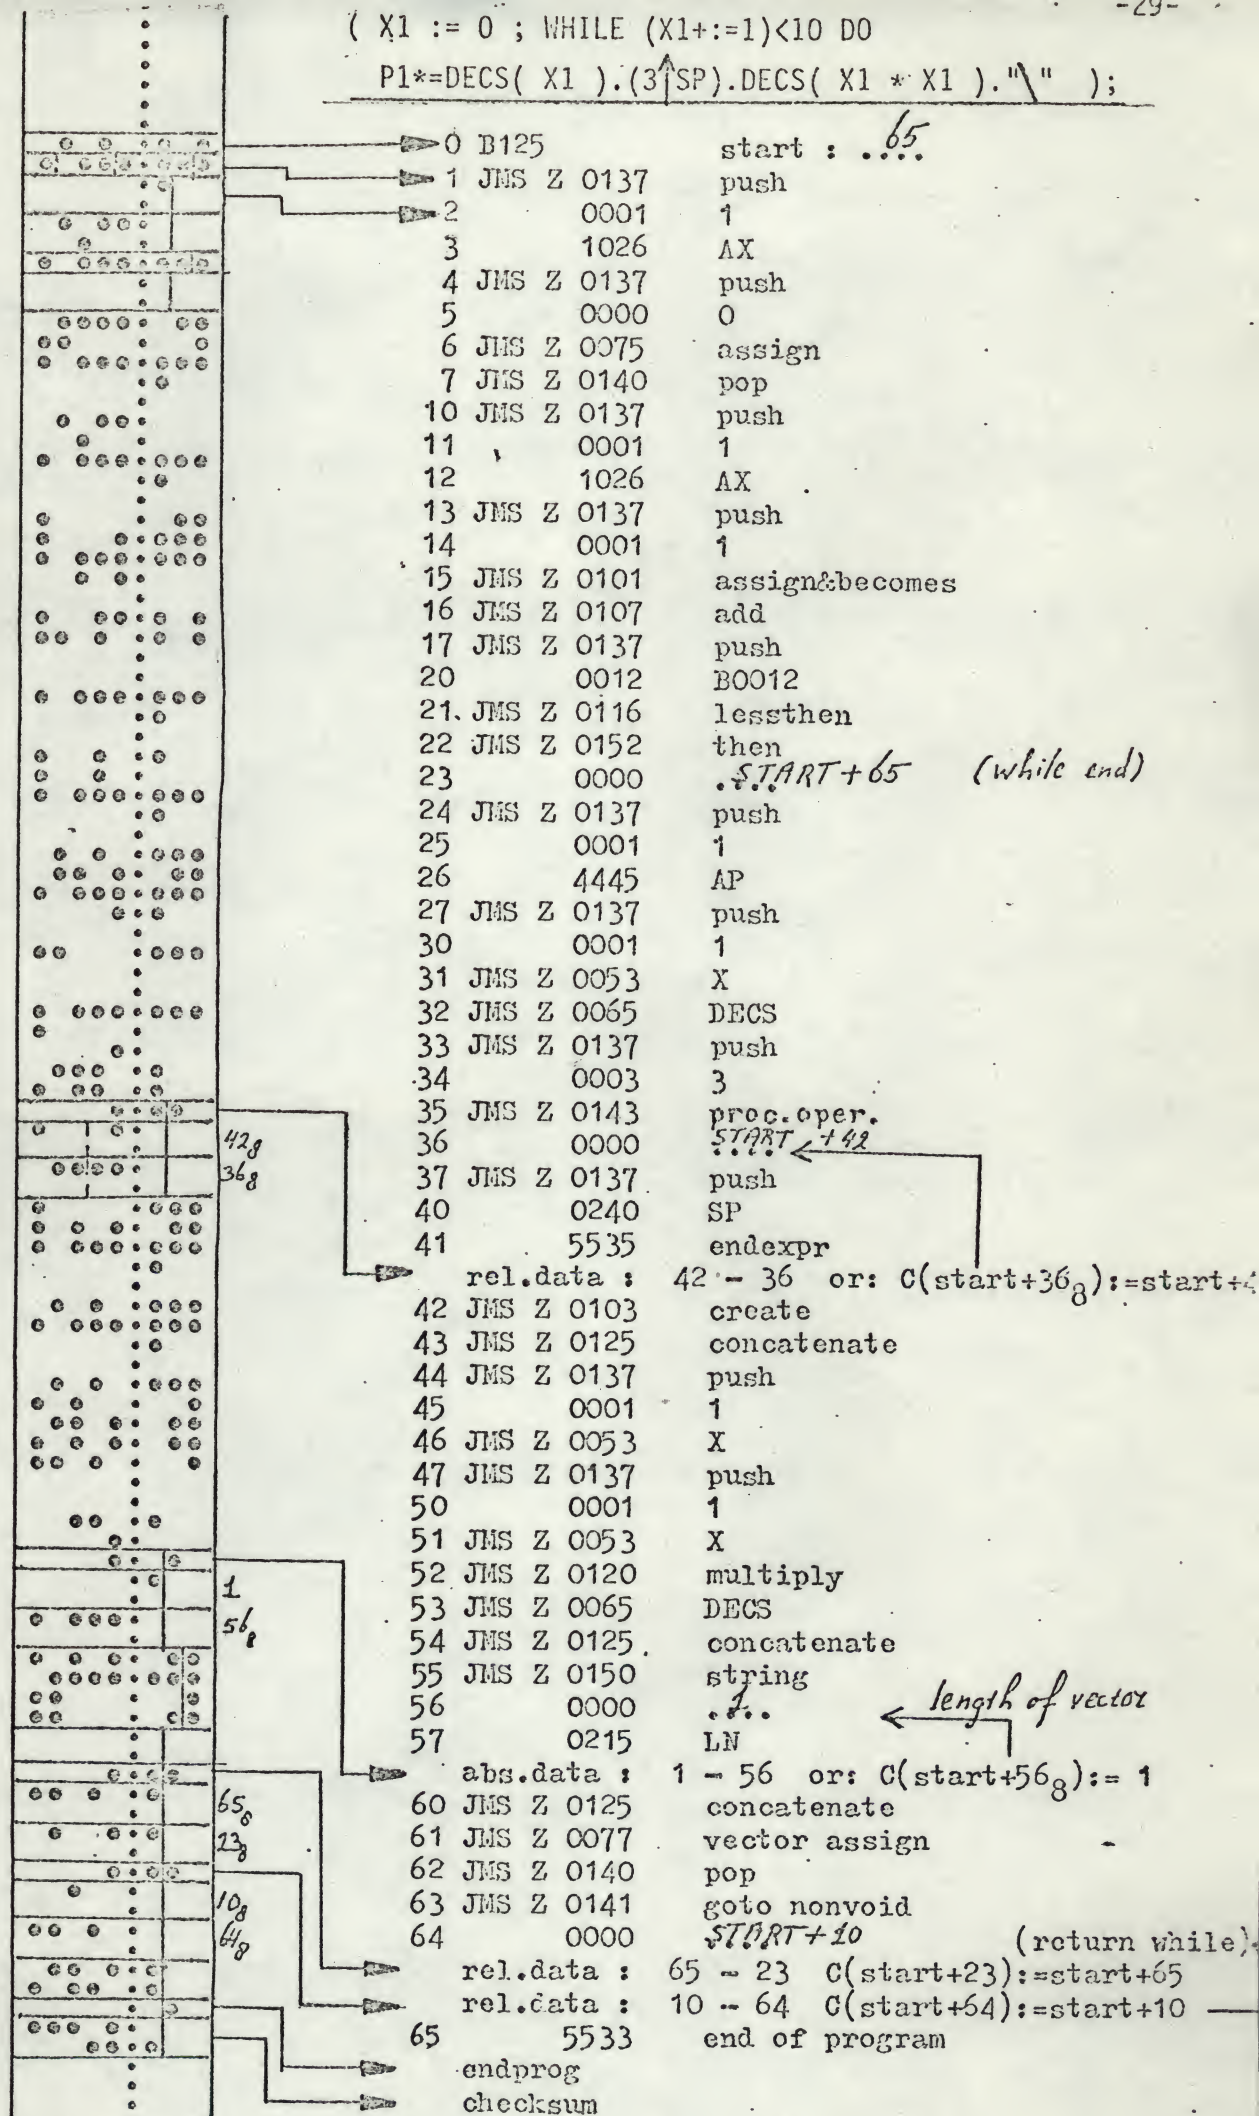 -29-
( X1 := 0 ; WHILE (X1+:=1)<10 DO
P1*=DECS( X1 ).(3↑SP).DECS( X1 * X1 )."\" );
0 B125 start : .65...
1 JMS Z 0137 push
2 0001 1
3 1026 AX
4 JMS Z 0137 push
5 0000 0
6 JMS Z 0075 assign
7 JMS Z 0140 pop
10 JMS Z 0137 push
11 0001 1
12 1026 AX
13 JMS Z 0137 push
14 0001 1
15 JMS Z 0101 assign&becomes
16 JMS Z 0107 add
17 JMS Z 0137 push
20 0012 B0012
21. JMS Z 0116 lessthen
22 JMS Z 0152 then
23 0000 START+65 (while end)
24 JMS Z 0137 push
25 0001 1
26 4445 AP
27 JMS Z 0137 push
30 0001 1
31 JMS Z 0053 X
32 JMS Z 0065 DECS
33 JMS Z 0137 push
34 0003 3
35 JMS Z 0143 proc.oper.
36 0000 START +42
42₈
36₈
37 JMS Z 0137 push
40 0240 SP
41 5535 endexpr
rel.data : 42 - 36 or: C(start+36₈):=start+4
42 JMS Z 0103 create
43 JMS Z 0125 concatenate
44 JMS Z 0137 push
45 0001 1
46 JMS Z 0053 X
47 JMS Z 0137 push
50 0001 1
51 JMS Z 0053 X
52 JMS Z 0120 multiply
1
53 JMS Z 0065 DECS
56₈
54 JMS Z 0125 concatenate
55 JMS Z 0150 string
56 0000 .1.. length of vector
57 0215 LN
abs.data : 1 - 56 or: C(start+56₈):= 1
60 JMS Z 0125 concatenate
65₈
61 JMS Z 0077 vector assign
23₈
62 JMS Z 0140 pop
63 JMS Z 0141 goto nonvoid
10₈
64 0000 START+10 (return while)
64₈
rel.data : 65 - 23 C(start+23):=start+65
rel.data : 10 - 64 C(start+64):=start+10
65 5533 end of program
endprog
checksum